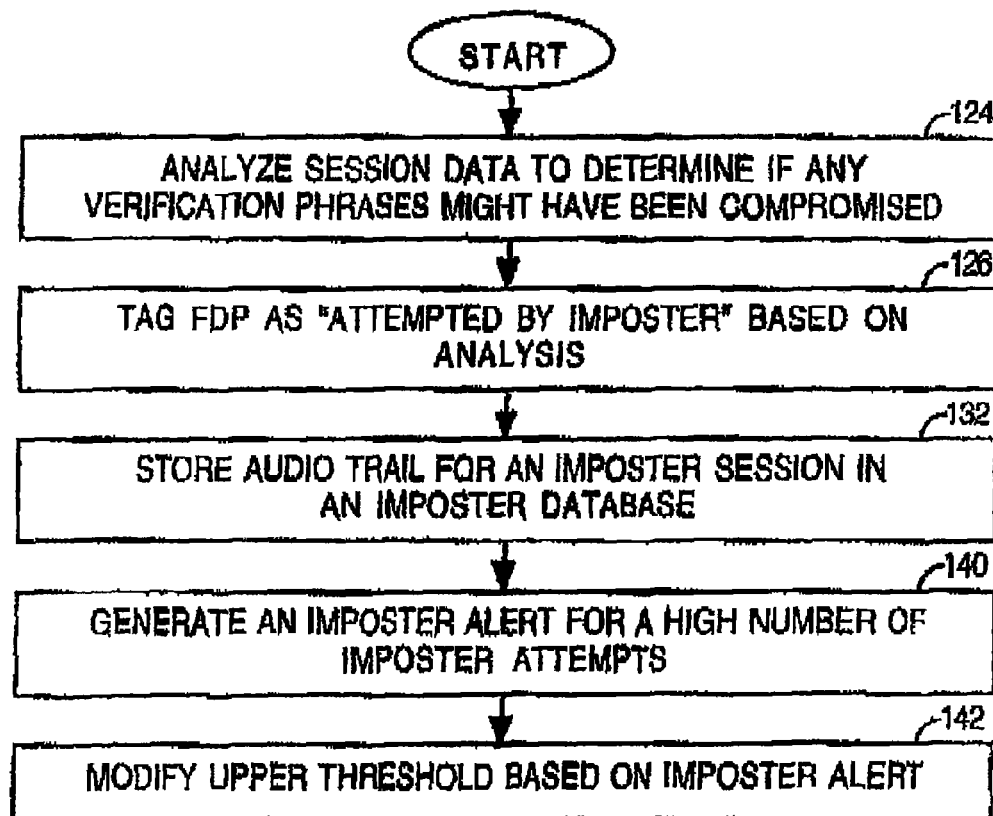 START
124
ANALYZE SESSION DATA TO DETERMINE IF ANY
VERIFICATION PHRASES MIGHT HAVE BEEN COMPROMISED
126
TAG FDP AS "ATTEMPTED BY IMPOSTER" BASED ON
ANALYSIS
132
STORE AUDIO TRAIL FOR AN IMPOSTER SESSION IN
AN IMPOSTER DATABASE
140
GENERATE AN IMPOSTER ALERT FOR A HIGH NUMBER OF
IMPOSTER ATTEMPTS
142
MODIFY UPPER THRESHOLD BASED ON IMPOSTER ALERT